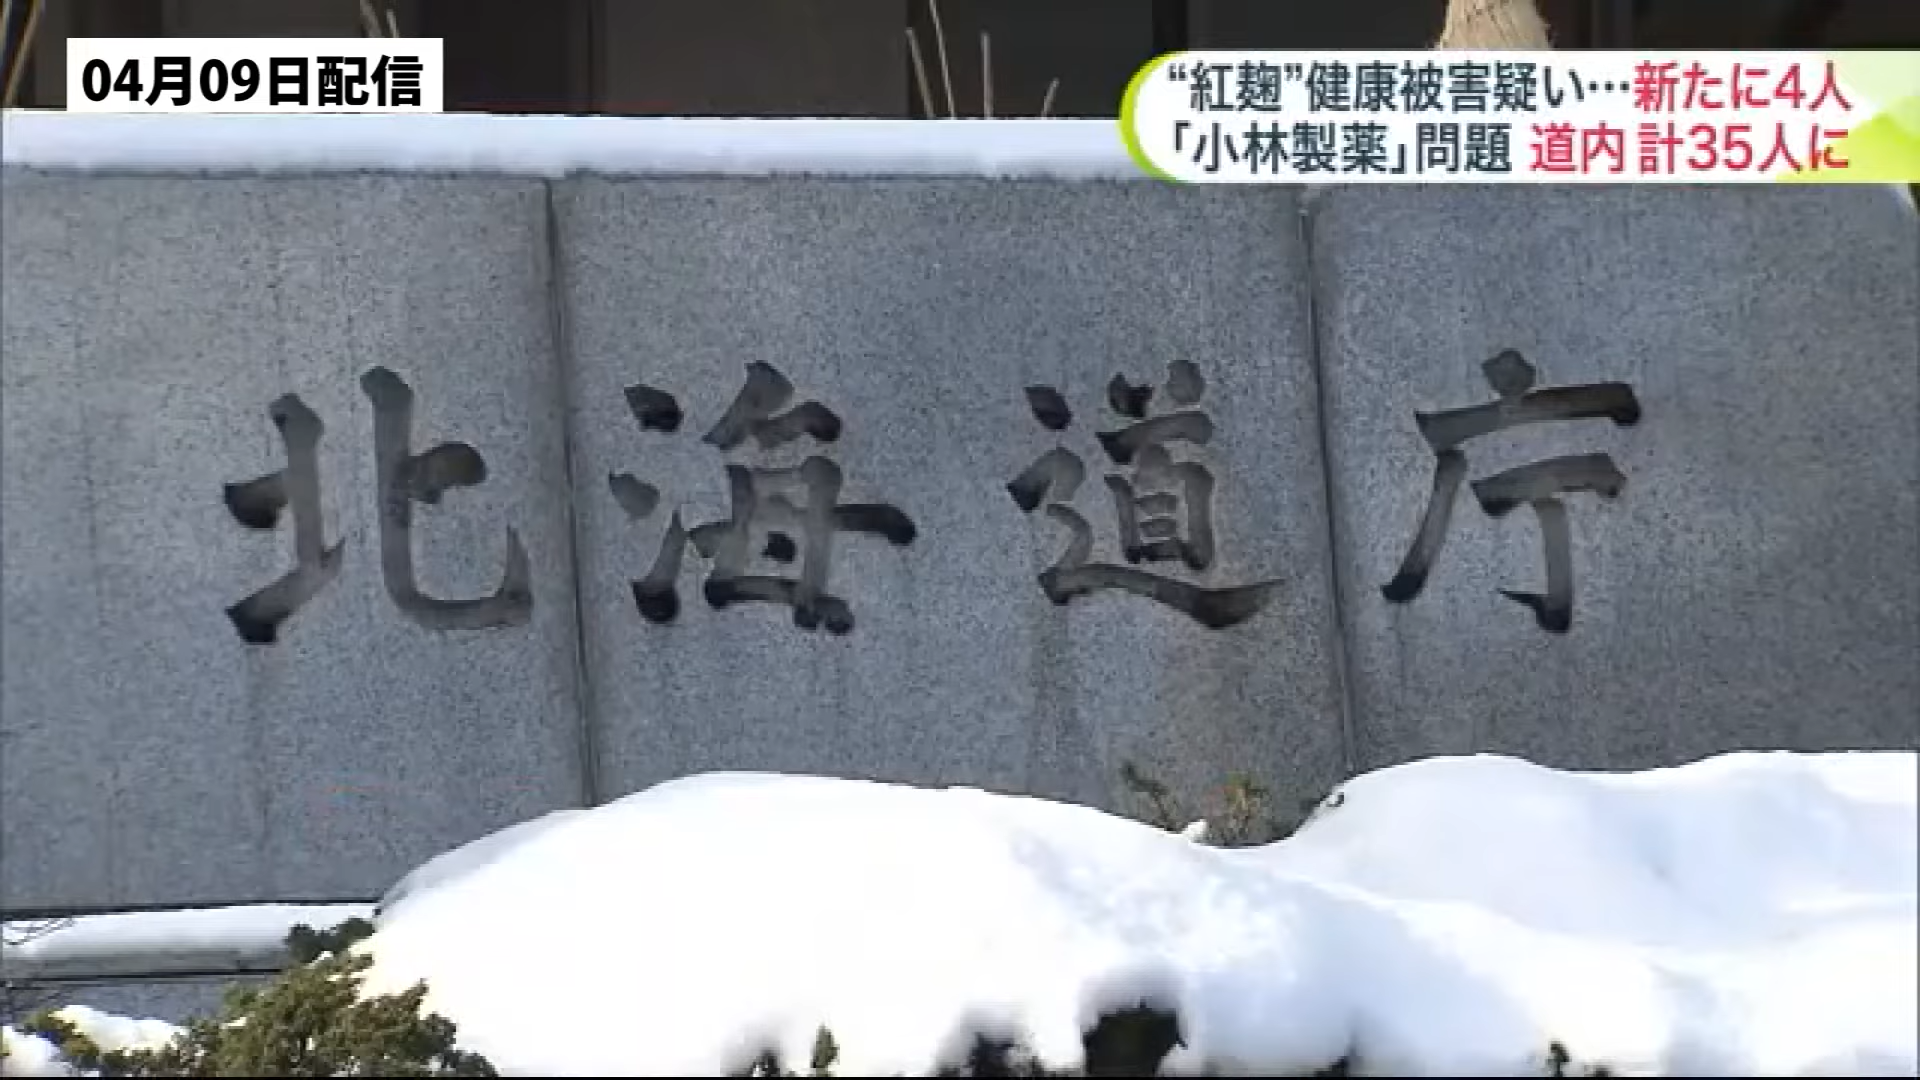 04月09日配信
“紅麹”健康被害疑い…新たに4人
「小林製薬」問題 道内 計35人に
北海道庁